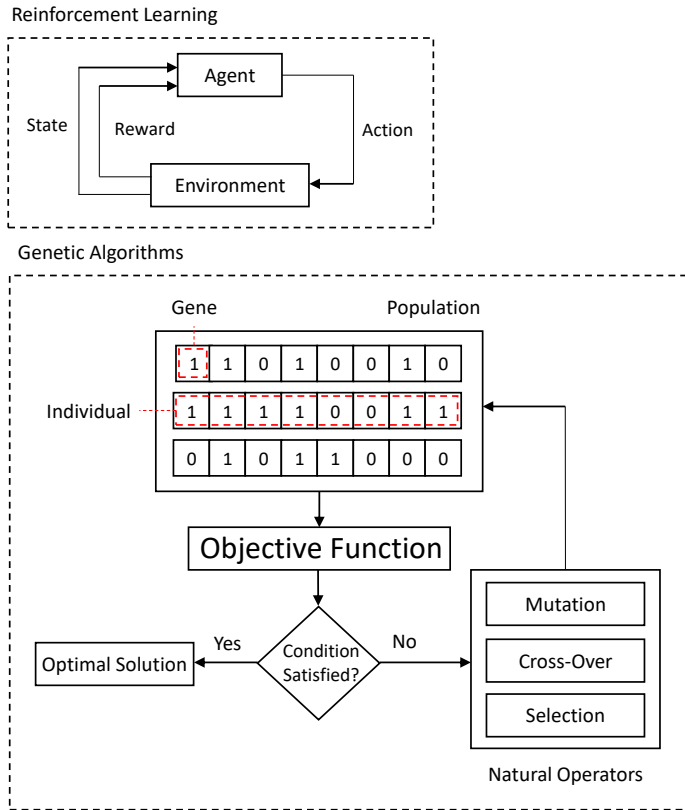 Reinforcement Learning
Agent
State
Reward
Action
Environment
Genetic Algorithms
Gene
Population
1 1 0 1 0 0 1 0
Individual
1 1 1 1 0 0 1 1
0 1 0 1 1 0 0 0
Objective Function
Mutation
Yes
No
Condition
Satisfied?
Optimal Solution
Cross-Over
Selection
Natural Operators